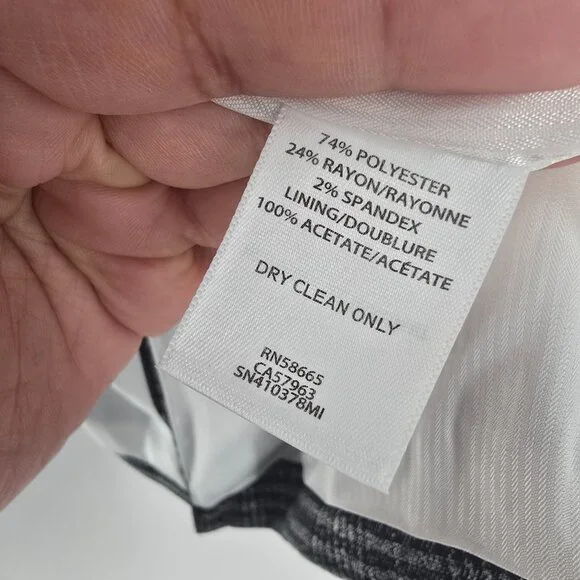 74% POLYESTER
24% RAYON/RAYONNE
2% SPANDEX
LINING/DOUBLURE
100% ACETATE/ACÉTATE
DRY CLEAN ONLY
RN58665
CA57963
SN410378MI